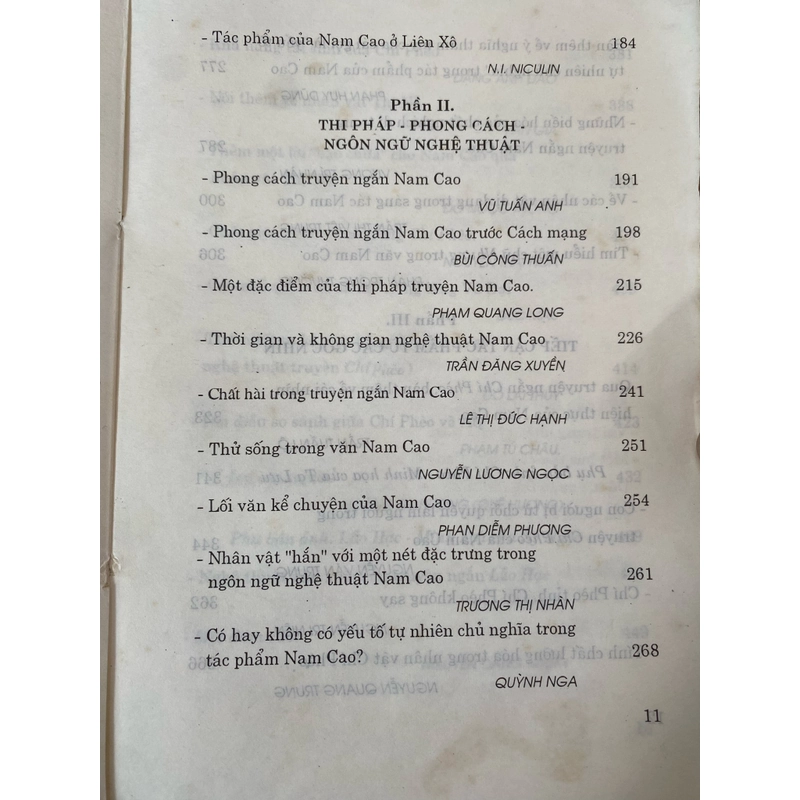 - Tác phẩm của Nam Cao ở Liên Xô 184
N.I. NICULIN
Phần II.
THI PHÁP - PHONG CÁCH -
NGÔN NGỮ NGHỆ THUẬT
- Phong cách truyện ngắn Nam Cao 191
VŨ TUẤN ANH
- Phong cách truyện ngắn Nam Cao trước Cách mạng 198
BÙI CÔNG THUẤN
- Một đặc điểm của thi pháp truyện Nam Cao. 215
PHẠM QUANG LONG
- Thời gian và không gian nghệ thuật Nam Cao 226
TRẦN ĐĂNG XUYỀN
- Chất hài trong truyện ngắn Nam Cao 241
LÊ THỊ ĐỨC HẠNH
- Thử sống trong văn Nam Cao 251
NGUYỄN LƯƠNG NGỌC
- Lối văn kể chuyện của Nam Cao 254
PHAN DIỄM PHƯƠNG
- Nhân vật "hắn" với một nét đặc trưng trong
ngôn ngữ nghệ thuật Nam Cao 261
TRƯƠNG THỊ NHÀN
- Có hay không có yếu tố tự nhiên chủ nghĩa trong
tác phẩm Nam Cao? 268
QUỲNH NGA
11